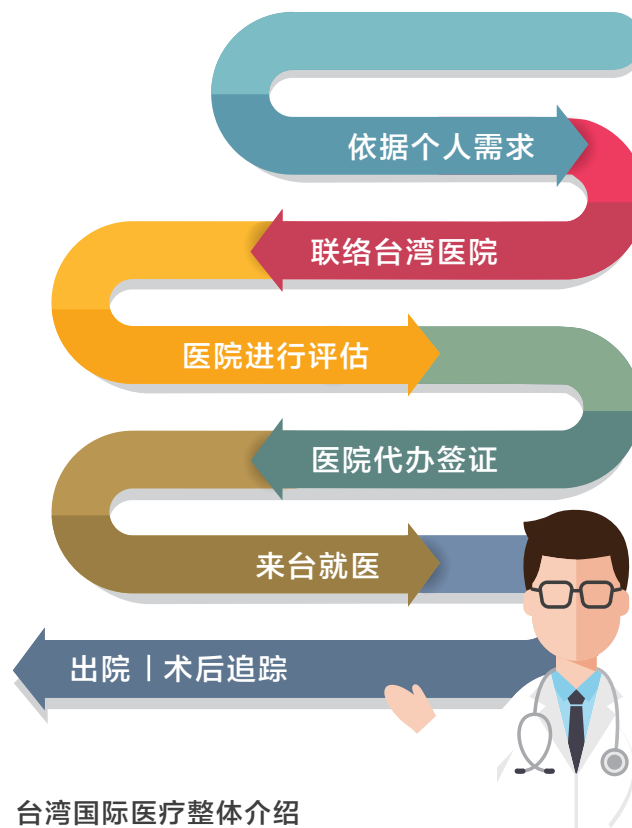 依据个人需求
联络台湾医院
医院进行评估
医院代办签证
来台就医
出院｜术后追踪
台湾国际医疗整体介绍